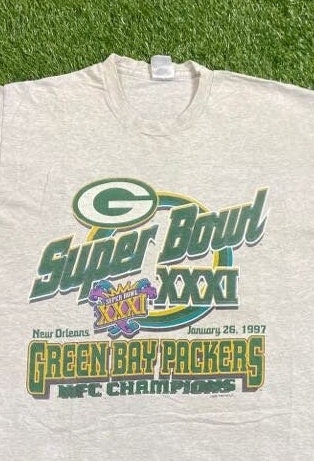 G
Super Bowl
XXXI
SUPER BOWL
XXXI
New Orleans January 26, 1997
GREEN BAY PACKERS
NFC CHAMPIONS